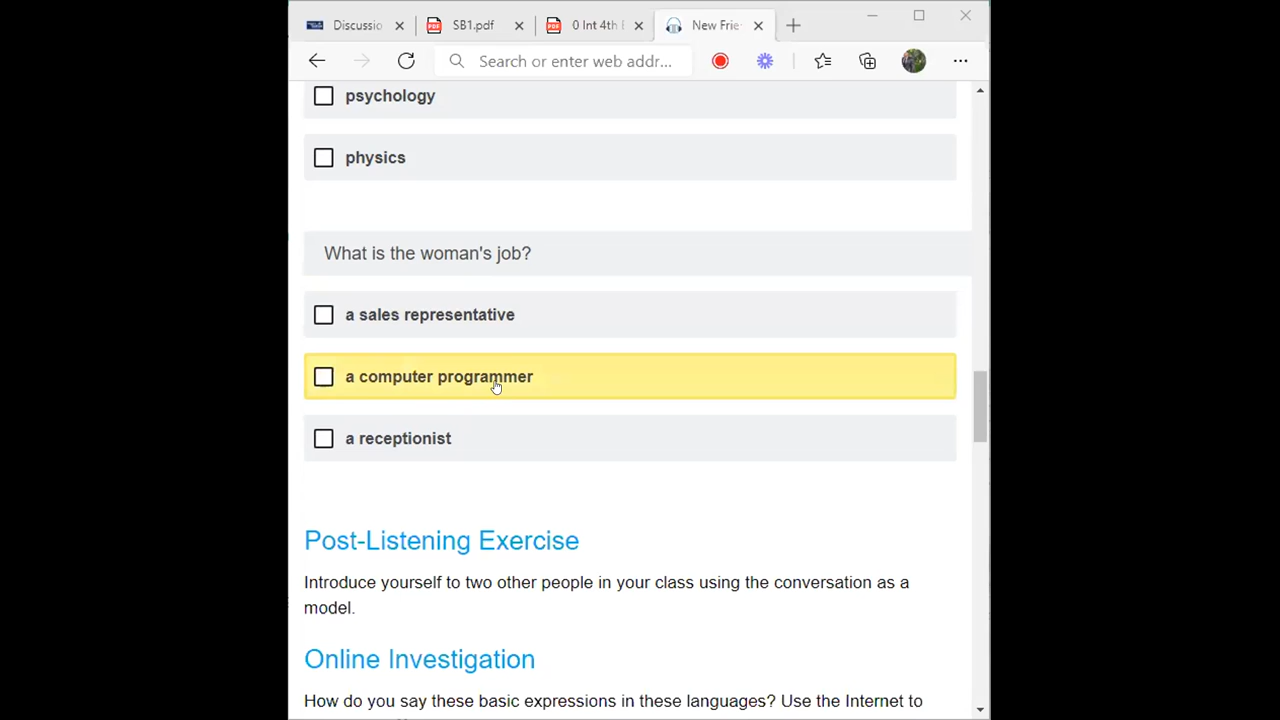 Discussio
SB1.pdf
0 Int 4th
New Frie
Search or enter web addr...
psychology
physics
What is the woman's job?
a sales representative
a computer programmer
a receptionist
Post-Listening Exercise
Introduce yourself to two other people in your class using the conversation as a
model.
Online Investigation
How do you say these basic expressions in these languages? Use the Internet to